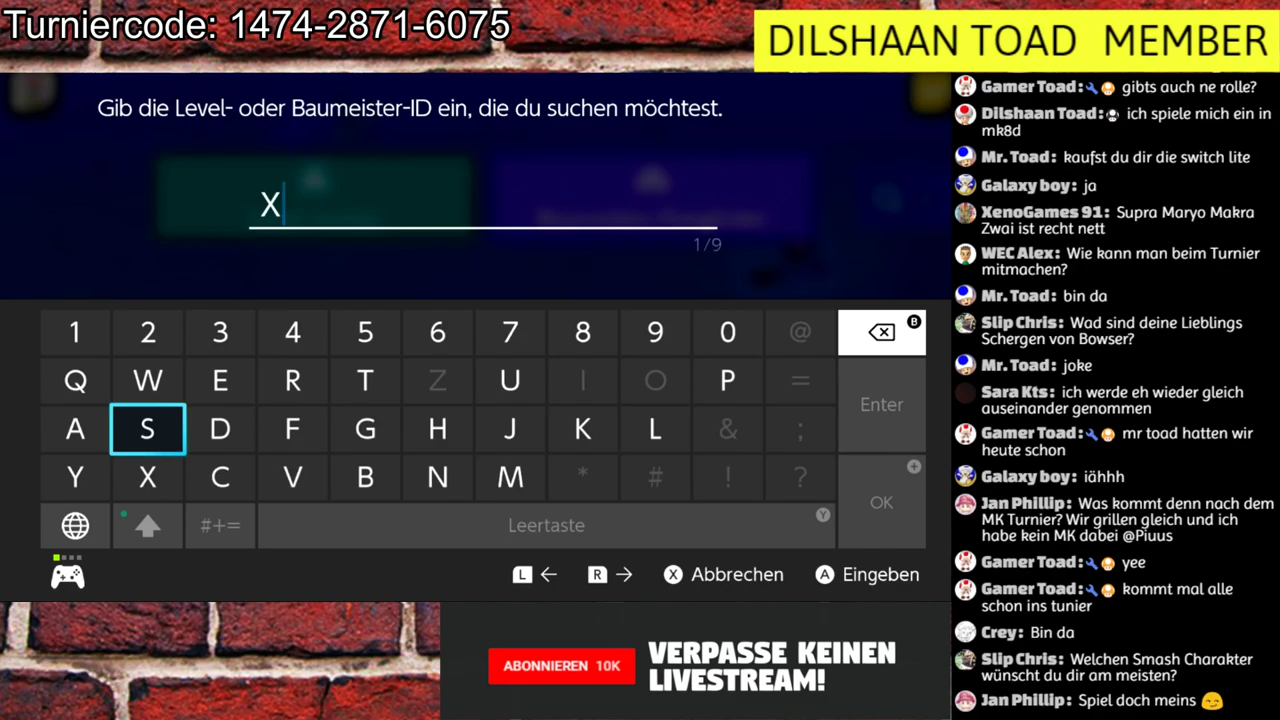 Turniercode: 1474-2871-6075
DILSHAAN TOAD MEMBER
Gib die Level- oder Baumeister-ID ein, die du suchen möchtest.
X
1/9
1 2 3 4 5 6 7 8 9 0 @
B
Q W E R T Z U I O P =
Enter
A S D F G H J K L & ;
Y X C V B N M * # ! ?
OK
#+=
Leertaste
Y
L ← R → X Abbrechen A Eingeben
ABONNIEREN 10K
VERPASSE KEINEN
LIVESTREAM!
Gamer Toad: gibts auch ne rolle?
Dilshaan Toad: ich spiele mich ein in
mk8d
Mr. Toad: kaufst du dir die switch lite
Galaxy boy: ja
XenoGames 91: Supra Maryo Makra
Zwai ist recht nett
WEC Alex: Wie kann man beim Turnier
mitmachen?
Mr. Toad: bin da
Slip Chris: Wad sind deine Lieblings
Schergen von Bowser?
Mr. Toad: joke
Sara Kts: ich werde eh wieder gleich
auseinander genommen
Gamer Toad: mr toad hatten wir
heute schon
Galaxy boy: iähhh
Jan Phillip: Was kommt denn nach dem
MK Turnier? Wir grillen gleich und ich
habe kein MK dabei @Piuus
Gamer Toad: yee
Gamer Toad: kommt mal alle
schon ins tunier
Crey: Bin da
Slip Chris: Welchen Smash Charakter
wünscht du dir am meisten?
Jan Phillip: Spiel doch meins 😏